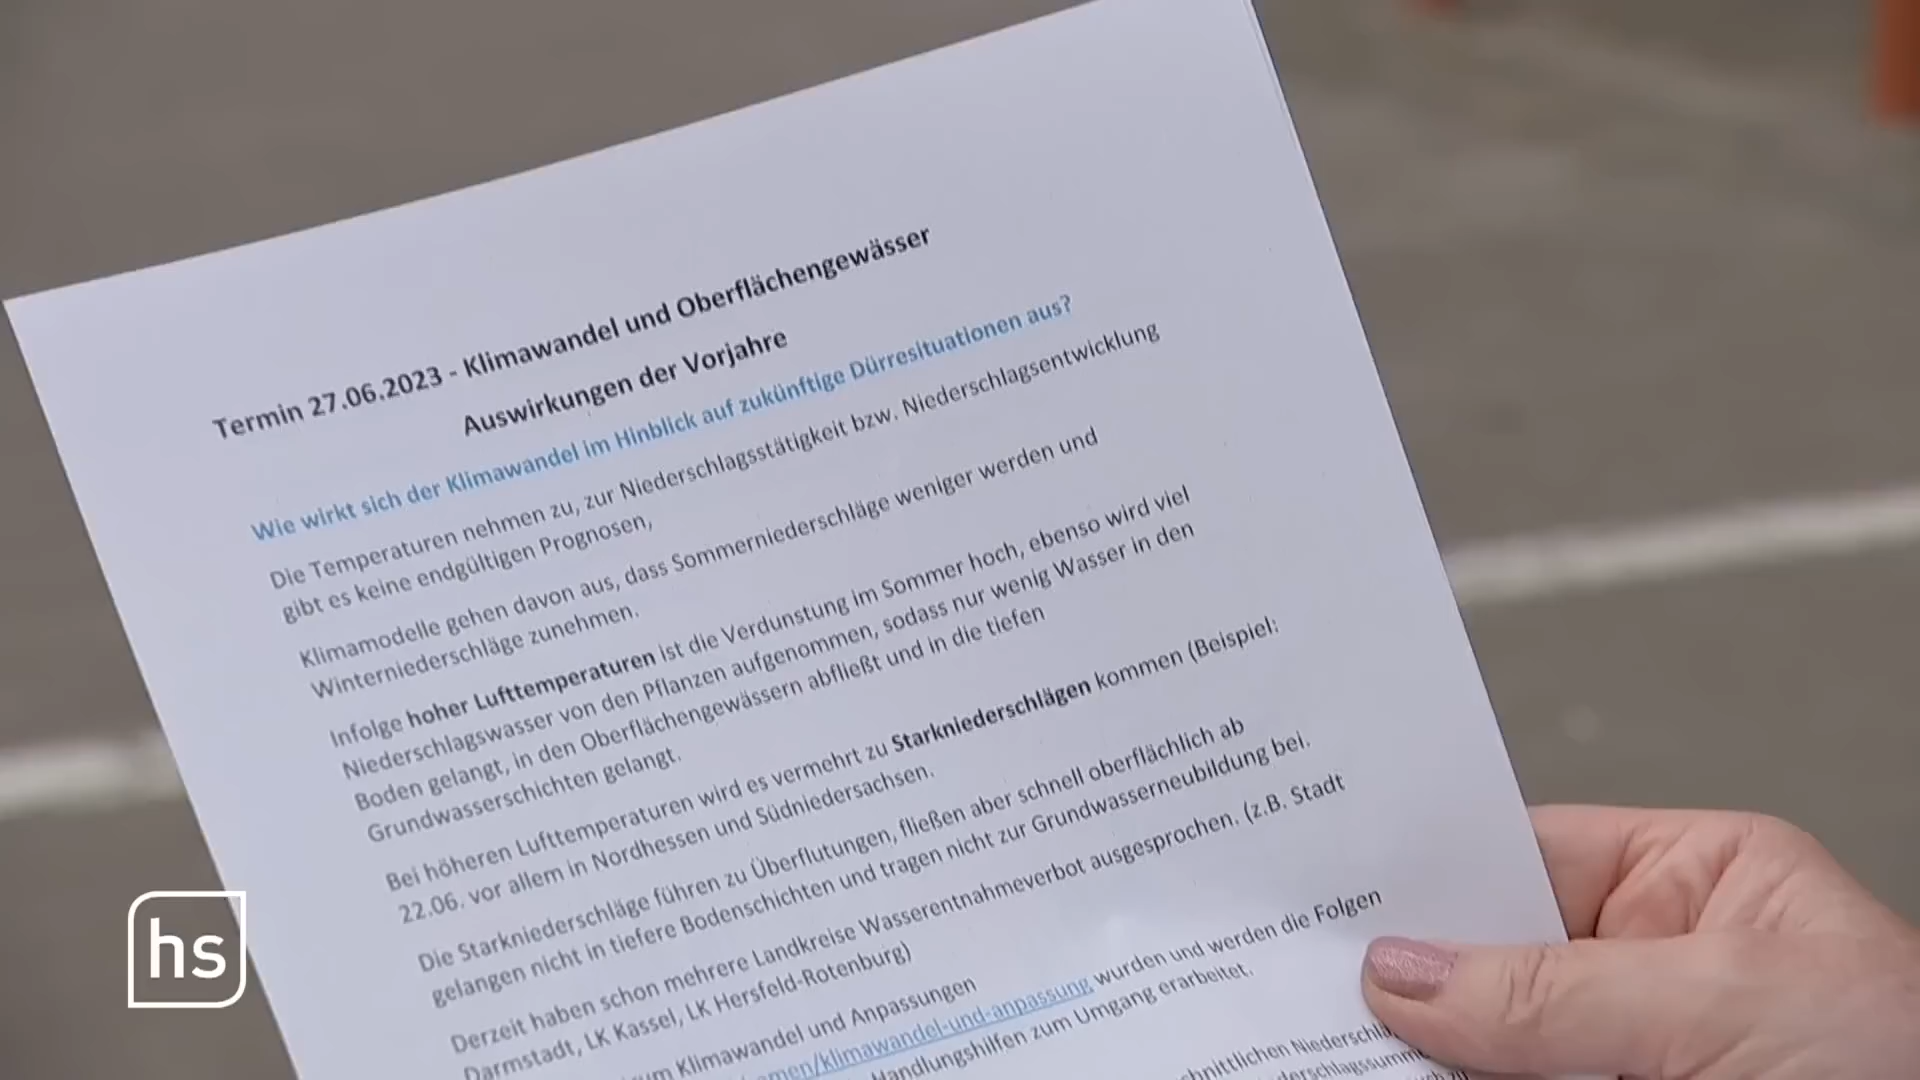 Termin 27.06.2023 - Klimawandel und Oberflächengewässer
Auswirkungen der Vorjahre
Wie wirkt sich der Klimawandel im Hinblick auf zukünftige Dürresituationen aus?
Die Temperaturen nehmen zu, zur Niederschlagsstätigkeit bzw. Niederschlagsentwicklung
gibt es keine endgültigen Prognosen,
Klimamodelle gehen davon aus, dass Sommerniederschläge weniger werden und
Winterniederschläge zunehmen.
Infolge hoher Lufttemperaturen ist die Verdunstung im Sommer hoch, ebenso wird viel
Niederschlagswasser von den Pflanzen aufgenommen, sodass nur wenig Wasser in den
Boden gelangt, in den Oberflächengewässern abfließt und in die tiefen
Grundwasserschichten gelangt.
Bei höheren Lufttemperaturen wird es vermehrt zu Starkniederschlägen kommen (Beispiel:
22.06. vor allem in Nordhessen und Südniedersachsen.
Die Starkniederschläge führen zu Überflutungen, fließen aber schnell oberflächlich ab
gelangen nicht in tiefere Bodenschichten und tragen nicht zur Grundwasserneubildung bei.
Derzeit haben schon mehrere Landkreise Wasserentnahmeverbot ausgesprochen. (z.B. Stadt
Darmstadt, LK Kassel, LK Hersfeld-Rotenburg)
zum Klimawandel und Anpassungen
men/klimawandel-und-anpassung wurden und werden die Folgen
Handlungshilfen zum Umgang erarbeitet.
schnittlichen Niederschlä
derschlagssumm
hs